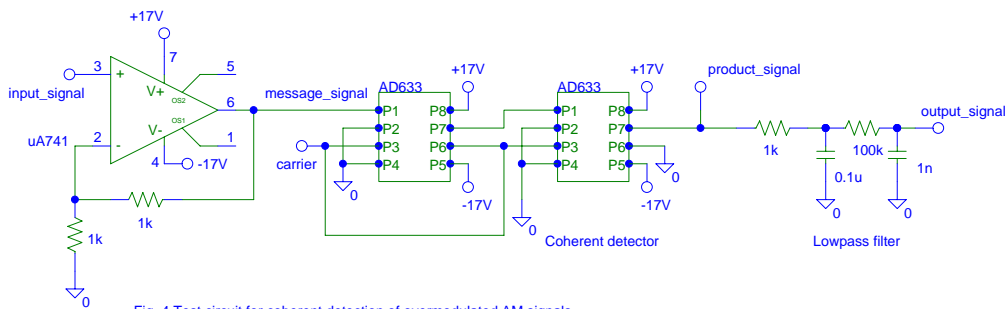 +17V
7
3
+
5
input_signal
V+
OS2
6
message_signal
uA741
2
-
V-
OS1
1
4
-17V
1k
1k
0
carrier
AD633
+17V
P1
P8
P2
P7
P3
P6
P4
P5
0
-17V
AD633
+17V
P1
P8
P2
P7
P3
P6
P4
P5
0
0
-17V
Coherent detector
product_signal
output_signal
1k
100k
0.1u
1n
0
0
Lowpass filter